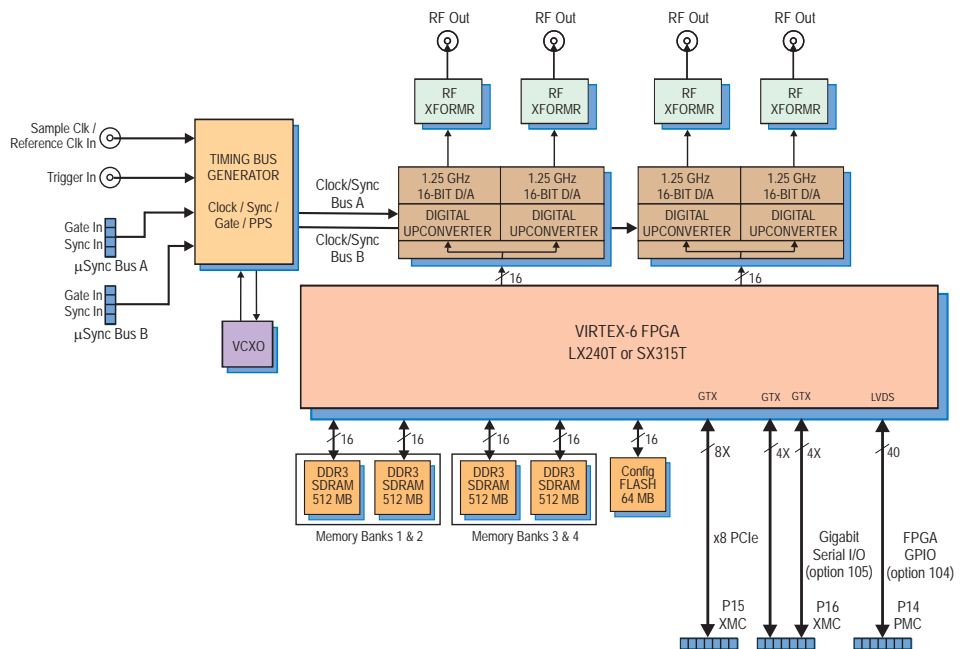 RF Out
RF Out
RF Out
RF Out
RF
XFORMR
RF
XFORMR
RF
XFORMR
RF
XFORMR
Sample Clk /
Reference Clk In
Trigger In
Gate In
Sync In
μSync Bus A
Gate In
Sync In
μSync Bus B
TIMING BUS
GENERATOR
Clock / Sync /
Gate / PPS
VCXO
Clock/Sync
Bus A
Clock/Sync
Bus B
1.25 GHz
16-BIT D/A
1.25 GHz
16-BIT D/A
DIGITAL
UPCONVERTER
DIGITAL
UPCONVERTER
1.25 GHz
16-BIT D/A
1.25 GHz
16-BIT D/A
DIGITAL
UPCONVERTER
DIGITAL
UPCONVERTER
16
16
VIRTEX-6 FPGA
LX240T or SX315T
GTX
GTX
GTX
LVDS
16
16
16
16
16
8X
4X
4X
40
DDR3
SDRAM
512 MB
DDR3
SDRAM
512 MB
DDR3
SDRAM
512 MB
DDR3
SDRAM
512 MB
Config
FLASH
64 MB
Memory Banks 1 & 2
Memory Banks 3 & 4
x8 PCIe
Gigabit
Serial I/O
(option 105)
FPGA
GPIO
(option 104)
P15
XMC
P16
XMC
P14
PMC